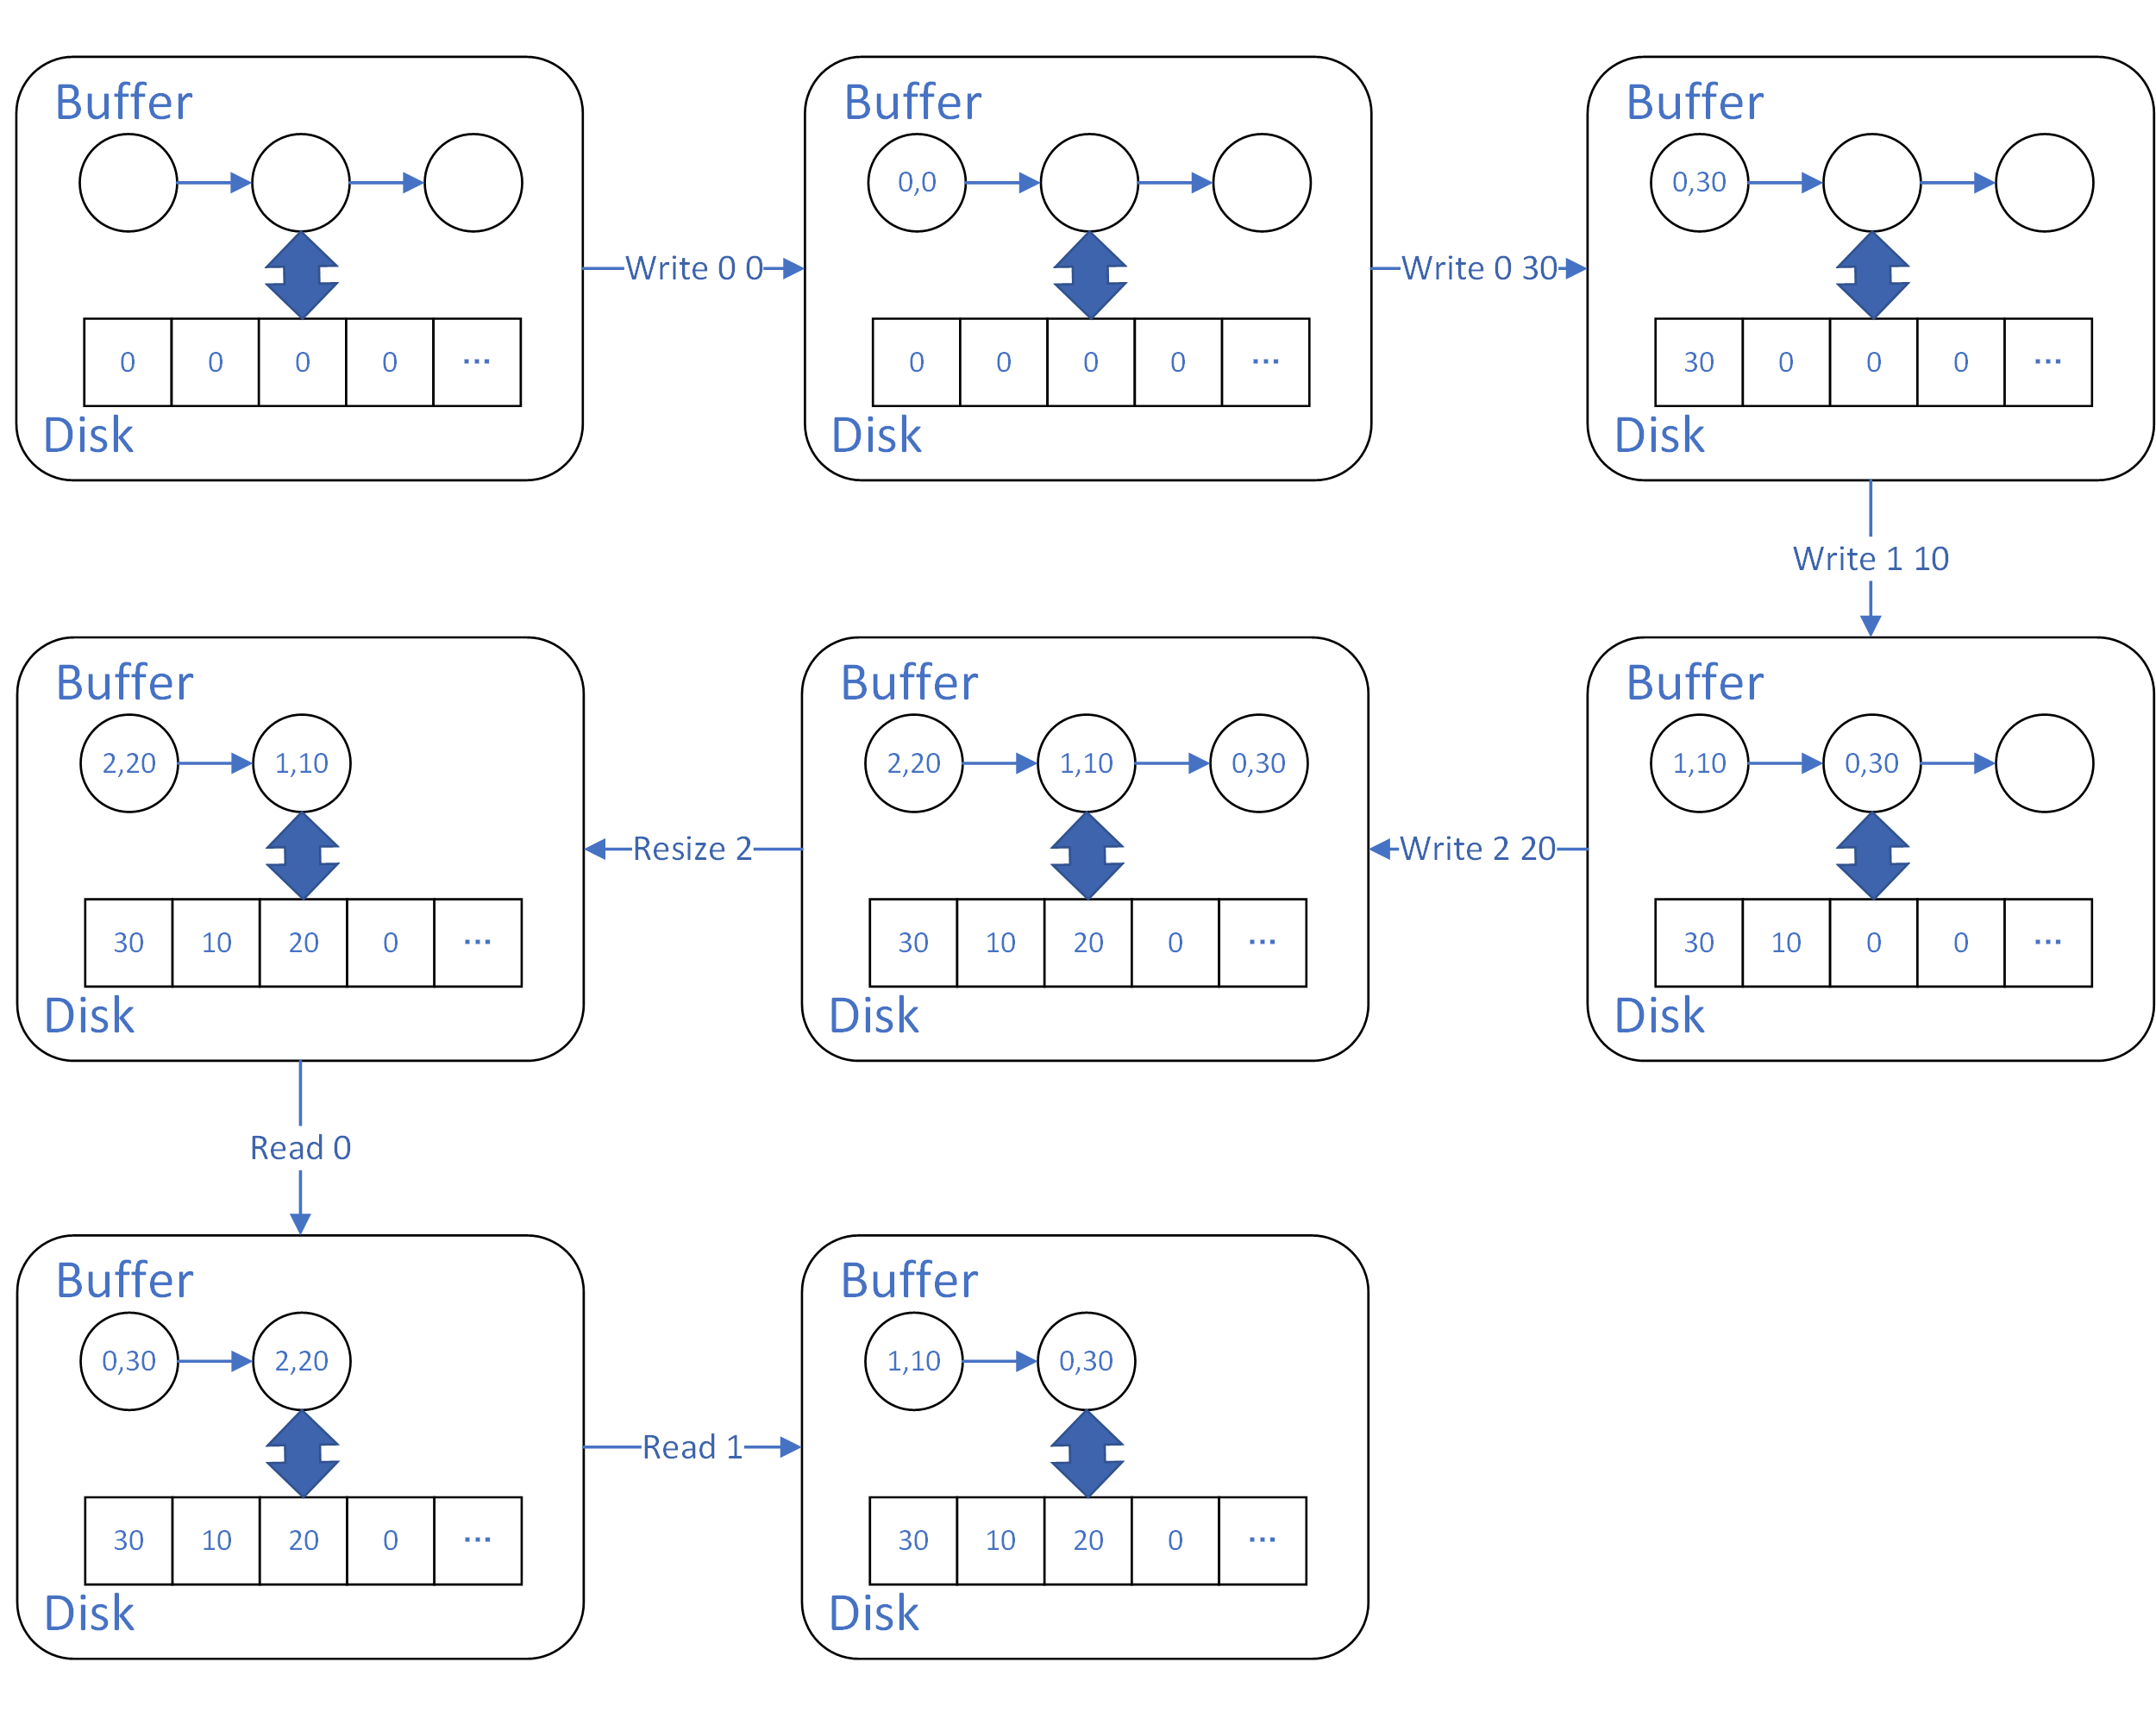 Buffer
Disk
0 0 0 0 ...
Write 0 0
Buffer
0,0
0 0 0 0 ...
Disk
Write 0 30
Buffer
0,30
30 0 0 0 ...
Disk
Write 1 10
Buffer
1,10 0,30
30 10 0 0 ...
Disk
Write 2 20
Buffer
2,20 1,10 0,30
30 10 20 0 ...
Disk
Resize 2
Buffer
2,20 1,10
30 10 20 0 ...
Disk
Read 0
Buffer
0,30 2,20
30 10 20 0 ...
Disk
Read 1
Buffer
1,10 0,30
30 10 20 0 ...
Disk